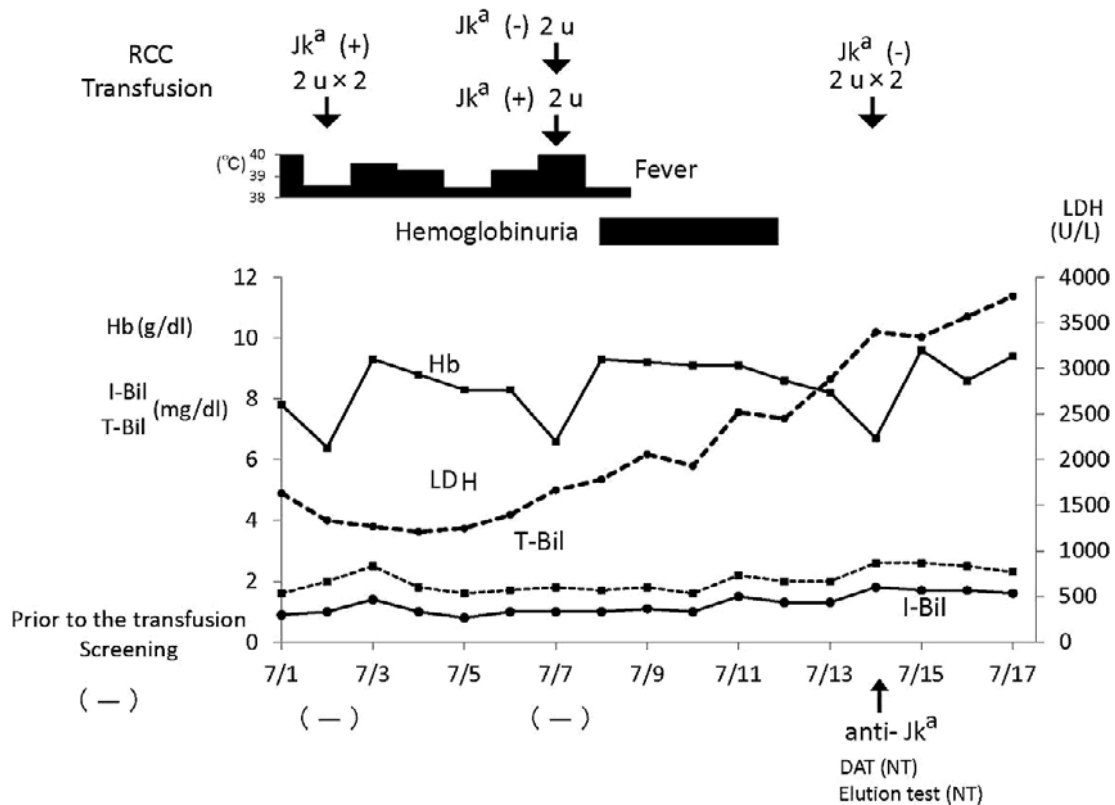 RCC
Transfusion
Jkᵃ (+)
2 u × 2
Jkᵃ (-) 2 u
Jkᵃ (+) 2 u
Jkᵃ (-)
2 u × 2
(℃)
40
39
38
Fever
Hemoglobinuria
LDH
(U/L)
Hb (g/dl)
I-Bil
T-Bil
(mg/dl)
12
10
8
6
4
2
0
4000
3500
3000
2500
2000
1500
1000
500
0
Hb
LDH
T-Bil
I-Bil
Prior to the transfusion
Screening
7/1 7/3 7/5 7/7 7/9 7/11 7/13 7/15 7/17
( — ) ( — ) ( — )
anti- Jkᵃ
DAT (NT)
Elution test (NT)